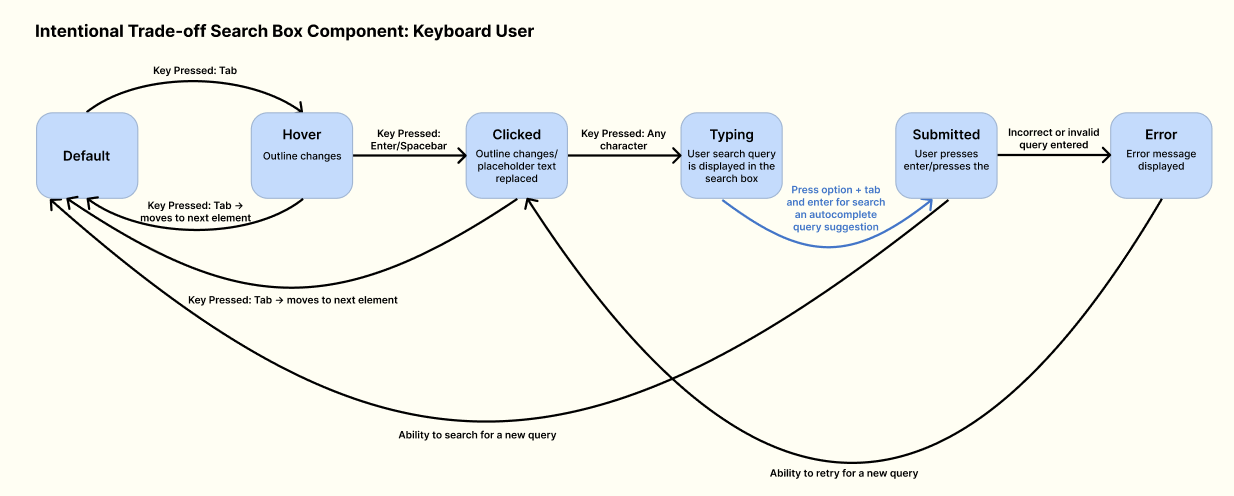 Intentional Trade-off Search Box Component: Keyboard User
Key Pressed: Tab
Default
Hover
Outline changes
Key Pressed:
Enter/Spacebar
Clicked
Outline changes/
placeholder text
replaced
Key Pressed: Any
character
Typing
User search query
is displayed in the
search box
Submitted
User presses
enter/presses the
Incorrect or invalid
query entered
Error
Error message
displayed
Key Pressed: Tab →
moves to next element
Press option + tab
and enter for search
an autocomplete
query suggestion
Key Pressed: Tab → moves to next element
Ability to search for a new query
Ability to retry for a new query